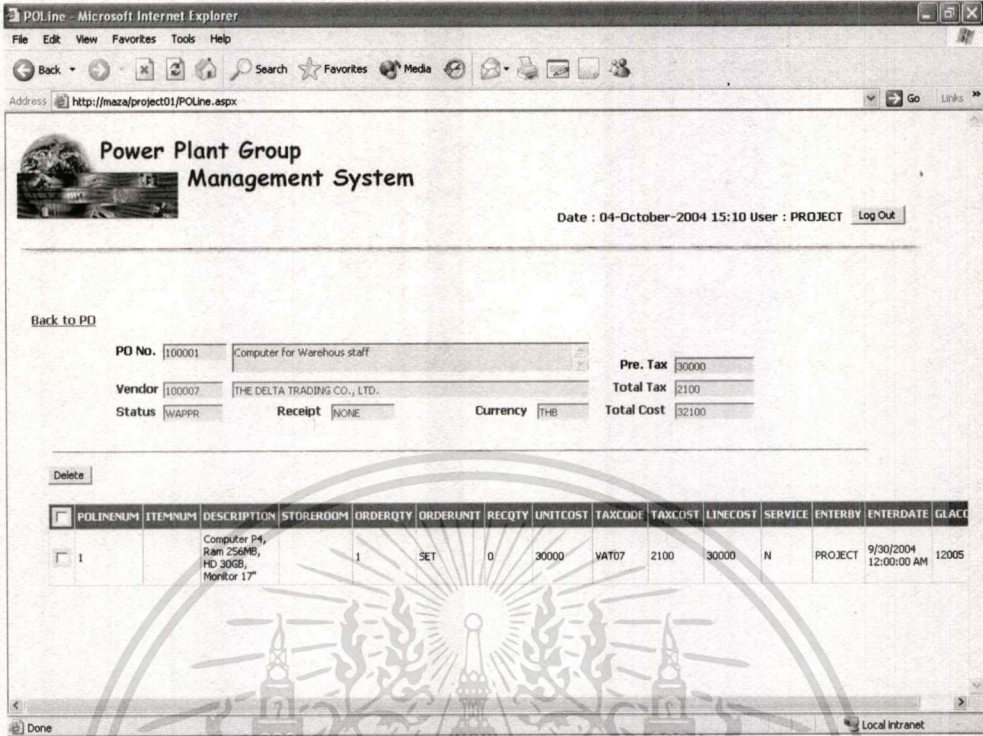 POLine - Microsoft Internet Explorer
File Edit View Favorites Tools Help
Back Search Favorites Media
Address http://maza/project01/POLine.aspx Go Links
Power Plant Group
Management System
Date : 04-October-2004 15:10 User : PROJECT Log Out
Back to PO
PO No. 100001 Computer for Warehous staff Pre. Tax 30000
Vendor 100007 THE DELTA TRADING CO., LTD. Total Tax 2100
Status WAPPR Receipt NONE Currency THB Total Cost 32100
Delete
POLINENUM ITEMNUM DESCRIPTION STOREROOM ORDERQTY ORDERUNIT RECQTY UNITCOST TAXCODE TAXCOST LINECOST SERVICE ENTERBY ENTERDATE GLACC
1 Computer P4, Ram 256MB, HD 30GB, Monitor 17" 1 SET 0 30000 VAT07 2100 30000 N PROJECT 9/30/2004 12:00:00 AM 12005
Done Local intranet